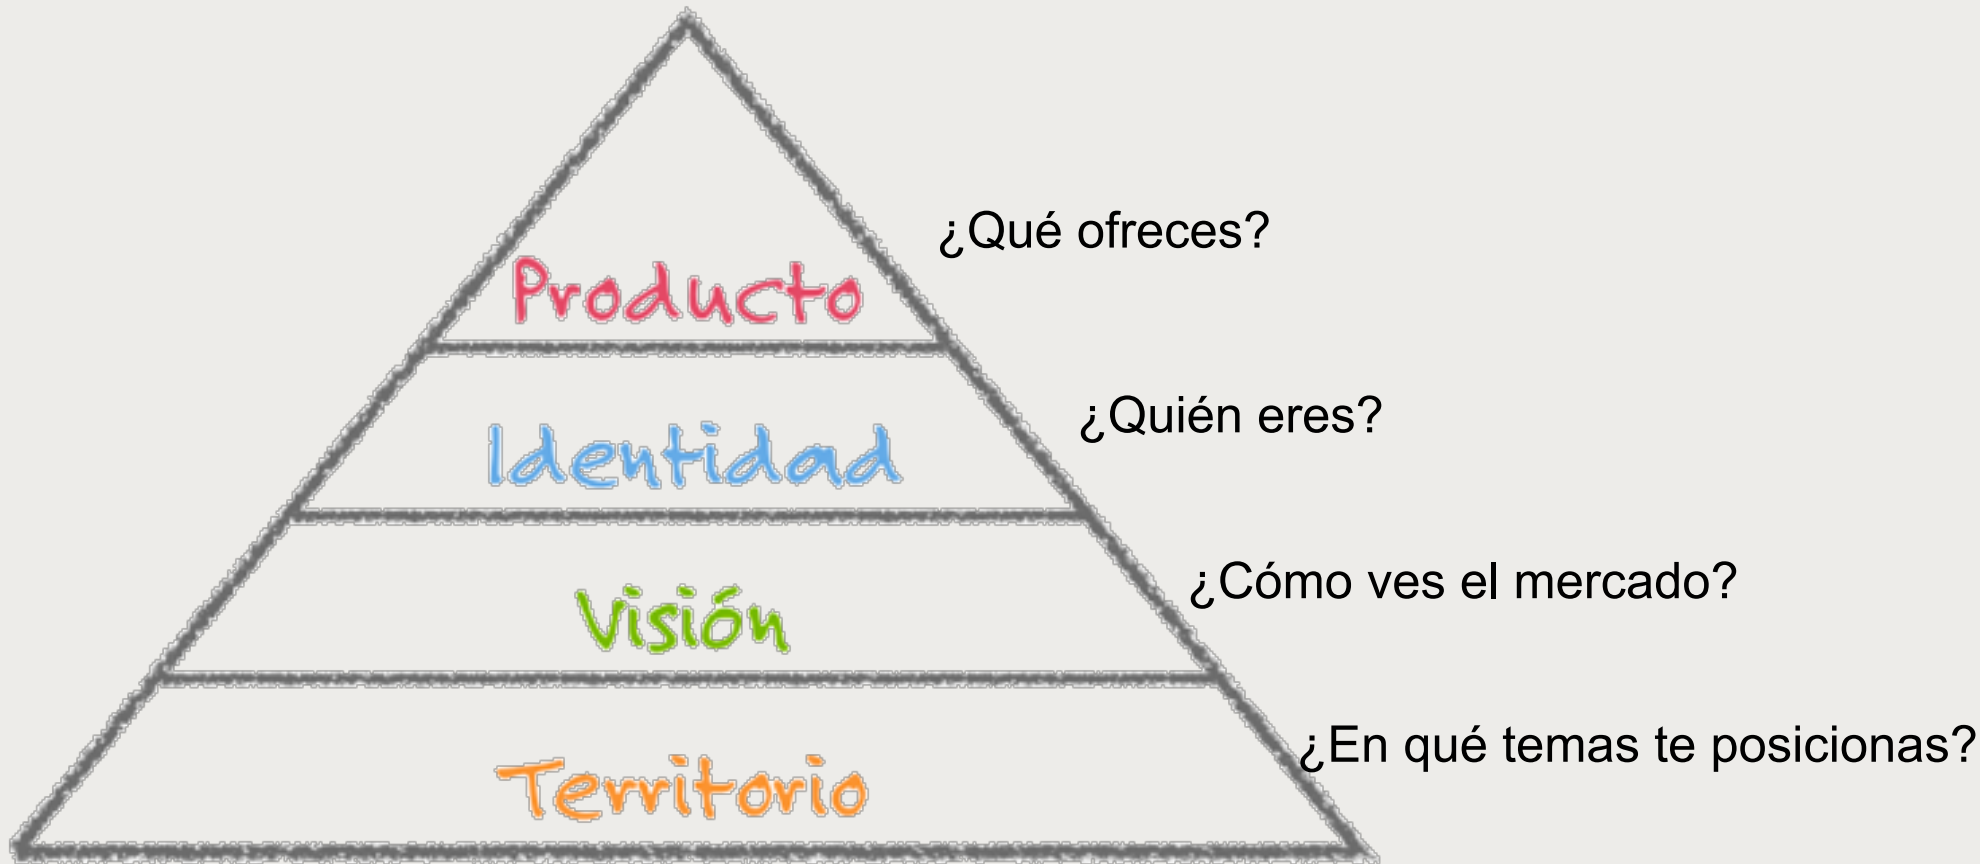 ¿Qué ofreces?
Producto
¿Quién eres?
Identidad
¿Cómo ves el mercado?
Visión
¿En qué temas te posicionas?
Territorio